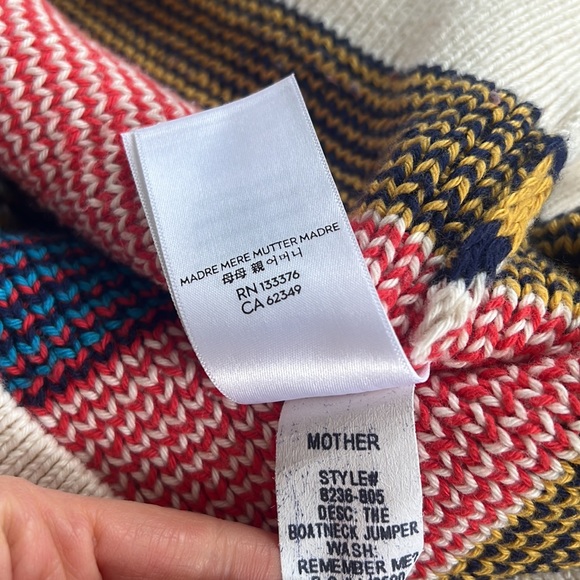 MADRE MERE MUTTER MADRE
母母 親 어머니
RN 133376
CA 62349
MOTHER
STYLE#
8236-805
DESC: THE
BOATNECK JUMPER
WASH:
REMEMBER ME?